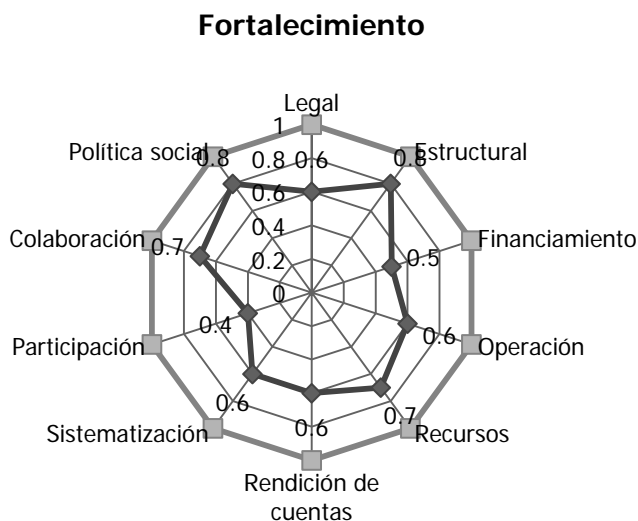 Fortalecimiento
Legal
1
Política social
0.8
0.8
0.6
0.8
Estructural
0.6
0.4
Colaboración
0.7
0.2
0.5
Financiamiento
0
0.4
0.6
Participación
Operación
0.6
0.7
Sistematización
0.6
Recursos
Rendición de
cuentas